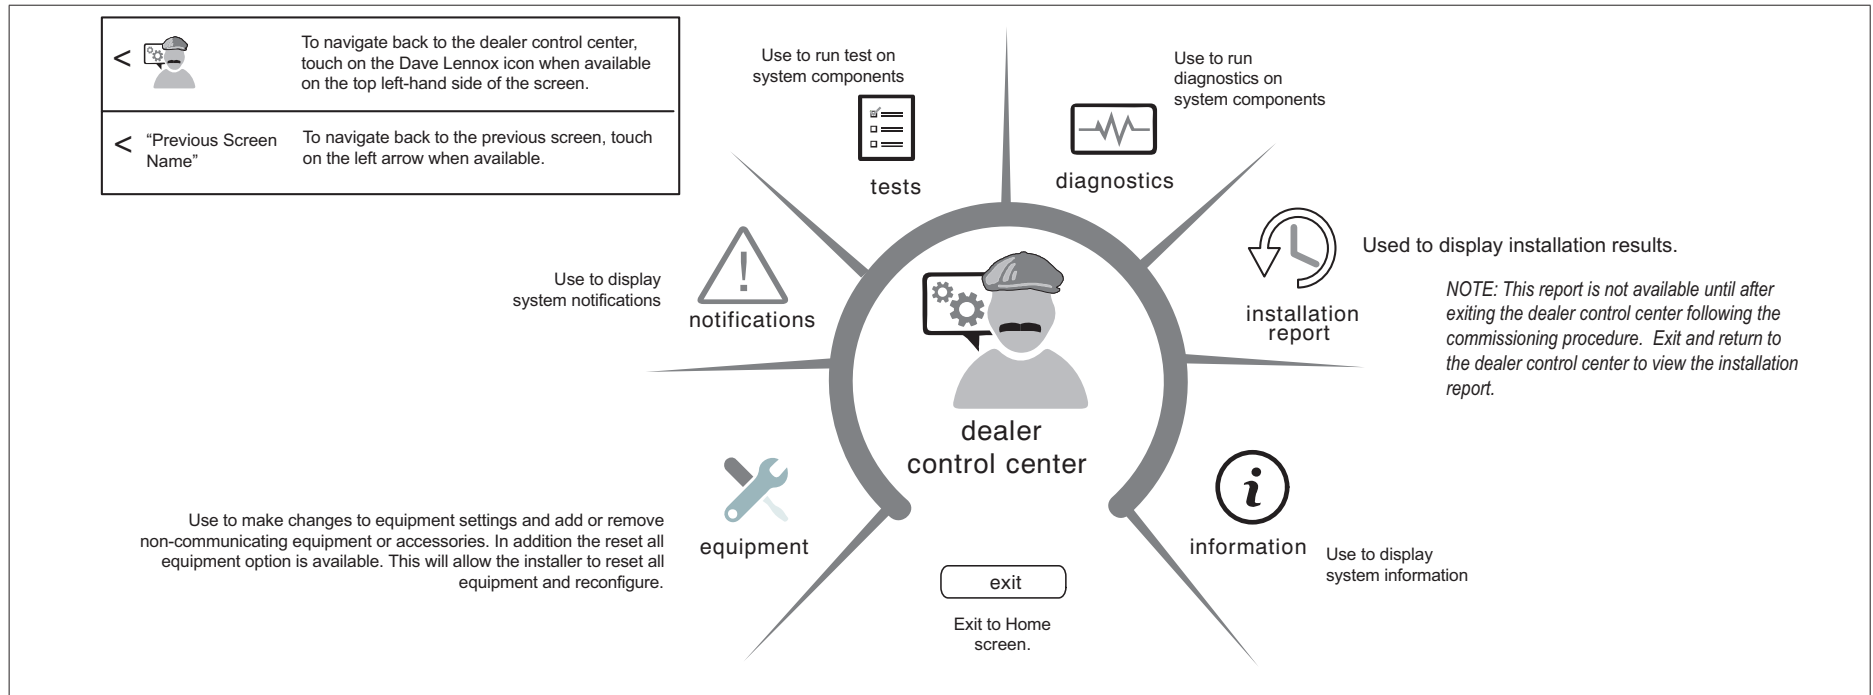 <
To navigate back to the dealer control center,
touch on the Dave Lennox icon when available
on the top left-hand side of the screen.
<
“Previous Screen
Name”
To navigate back to the previous screen, touch
on the left arrow when available.
Use to run test on
system components
tests
Use to run
diagnostics on
system components
diagnostics
Use to display
system notifications
!
notifications
installation
report
Used to display installation results.
NOTE: This report is not available until after
exiting the dealer control center following the
commissioning procedure.  Exit and return to
the dealer control center to view the installation
report.
dealer
control center
Use to make changes to equipment settings and add or remove
non-communicating equipment or accessories. In addition the reset all
equipment option is available. This will allow the installer to reset all
equipment and reconfigure.
equipment
i
information
Use to display
system information
exit
Exit to Home
screen.